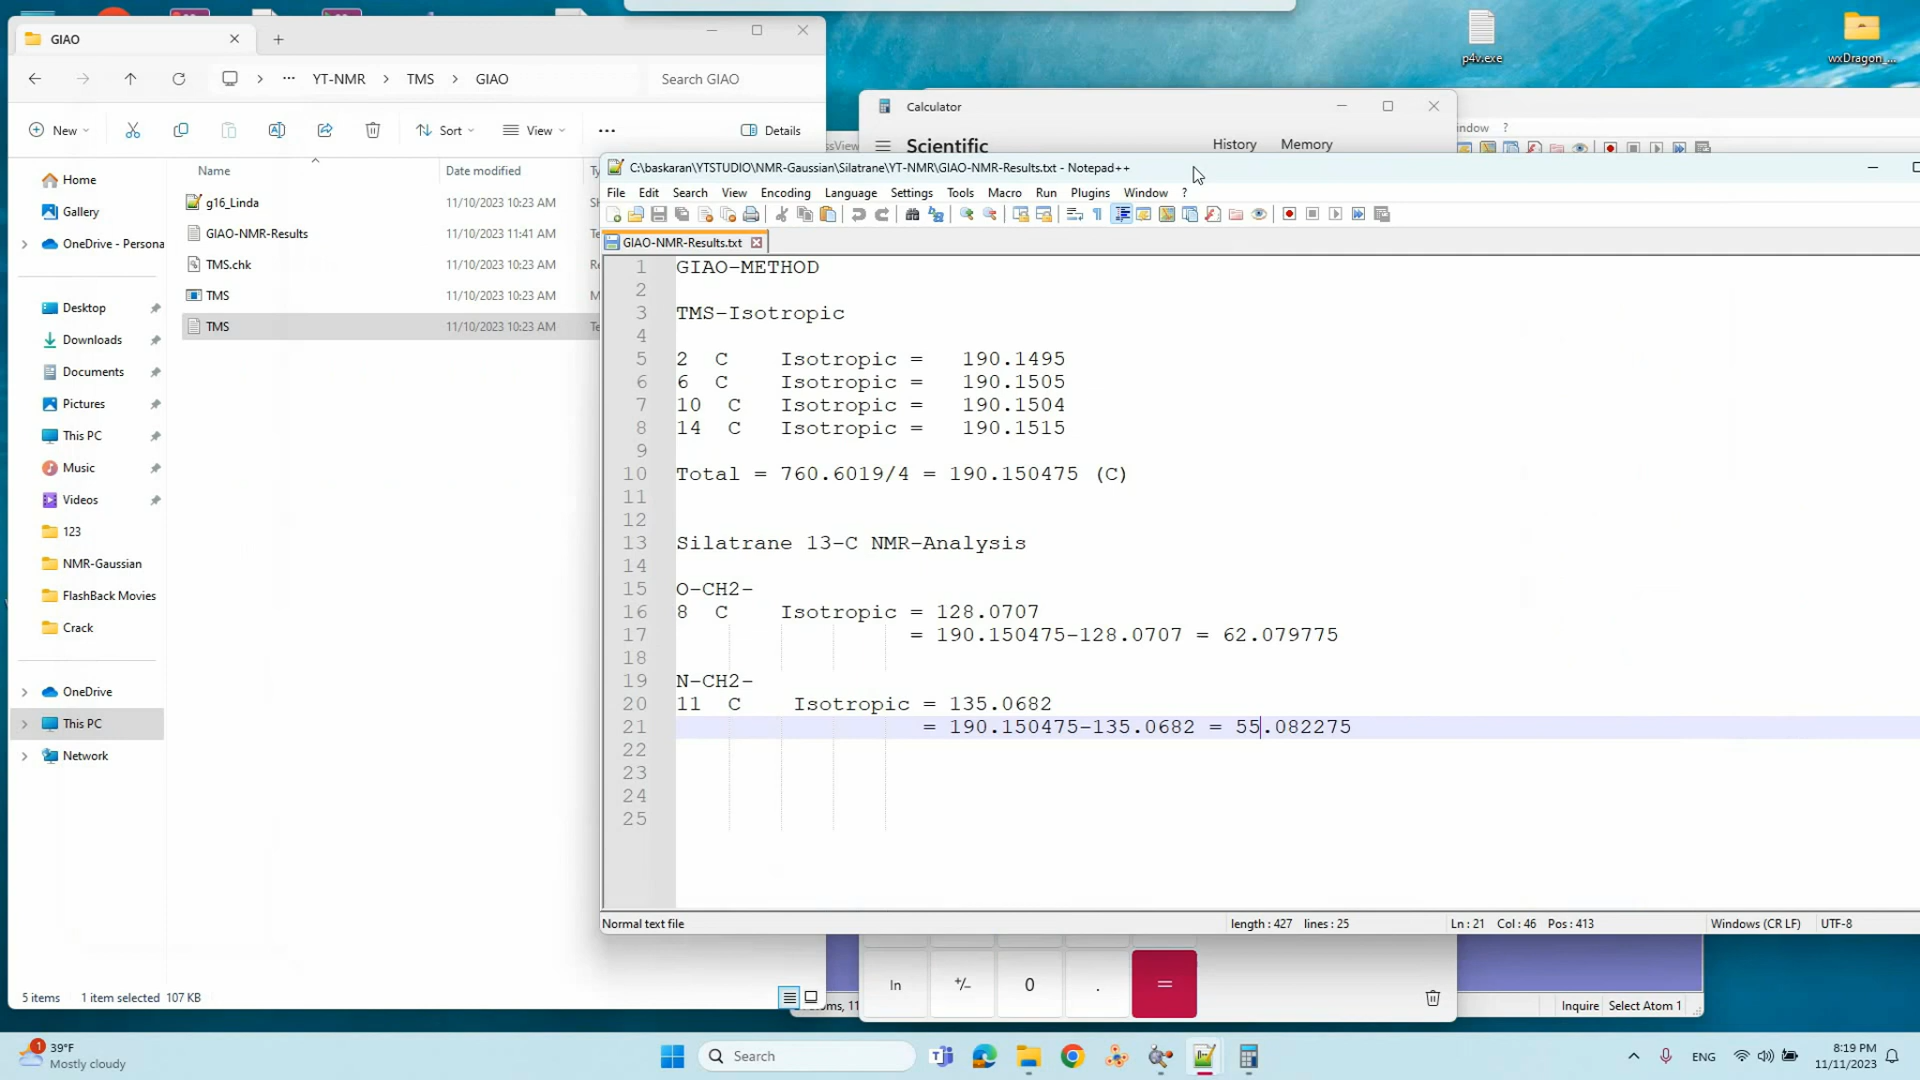 GIAO
YT-NMR
TMS
GIAO
Search GIAO
New
Sort
View
Details
Name
Date modified
Home
Gallery
OneDrive - Persona
Desktop
Downloads
Documents
Pictures
This PC
Music
Videos
123
NMR-Gaussian
FlashBack Movies
Crack
OneDrive
This PC
Network
g16_Linda 11/10/2023 10:23 AM
GIAO-NMR-Results 11/10/2023 11:41 AM
TMS.chk 11/10/2023 10:23 AM
TMS 11/10/2023 10:23 AM
TMS 11/10/2023 10:23 AM
5 items 1 item selected 107 KB
p4v.exe
wxDragon_...
Calculator
Scientific
History Memory
C:\baskaran\YTSTUDIO\NMR-Gaussian\Silatrane\YT-NMR\GIAO-NMR-Results.txt - Notepad++
File Edit Search View Encoding Language Settings Tools Macro Run Plugins Window ?
GIAO-NMR-Results.txt
1 GIAO-METHOD
2
3 TMS-Isotropic
4
5 2 C Isotropic = 190.1495
6 6 C Isotropic = 190.1505
7 10 C Isotropic = 190.1504
8 14 C Isotropic = 190.1515
9
10 Total = 760.6019/4 = 190.150475 (C)
11
12
13 Silatrane 13-C NMR-Analysis
14
15 O-CH2-
16 8 C Isotropic = 128.0707
17 = 190.150475-128.0707 = 62.079775
18
19 N-CH2-
20 11 C Isotropic = 135.0682
21 = 190.150475-135.0682 = 55.082275
22
23
24
25
Normal text file length : 427 lines : 25 Ln : 21 Col : 46 Pos : 413 Windows (CR LF) UTF-8
ln +/- 0 . =
Inquire Select Atom 1
39°F
Mostly cloudy
Search
ENG
8:19 PM
11/11/2023